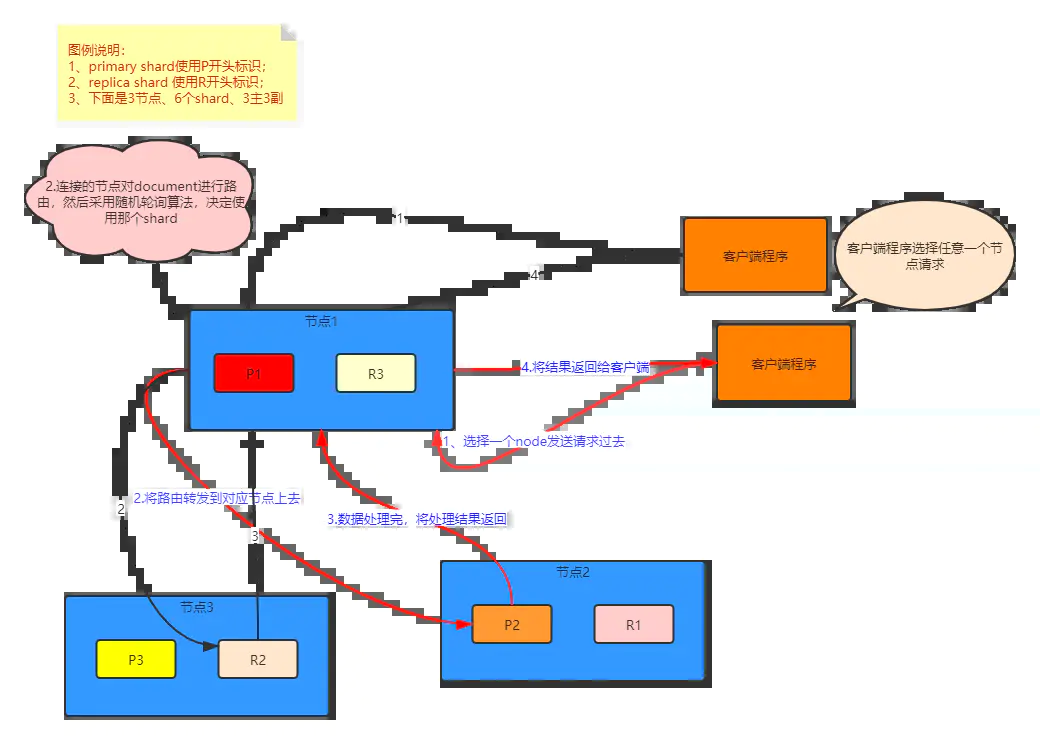 图例说明：
1、primary shard使用P开头标识；
2、replica shard 使用R开头标识；
3、下面是3节点、6个shard、3主3副
2.连接的节点对document进行路
由，然后采用随机轮询算法，决定使
用那个shard
1
客户端程序
客户端程序选择任意一个节
点请求
4
节点1
P1
R3
4.将结果返回给客户端
客户端程序
1、选择一个node发送请求过去
2.将路由转发到对应节点上去
2
3.数据处理完，将处理结果返回
3
节点2
P2
R1
节点3
P3
R2